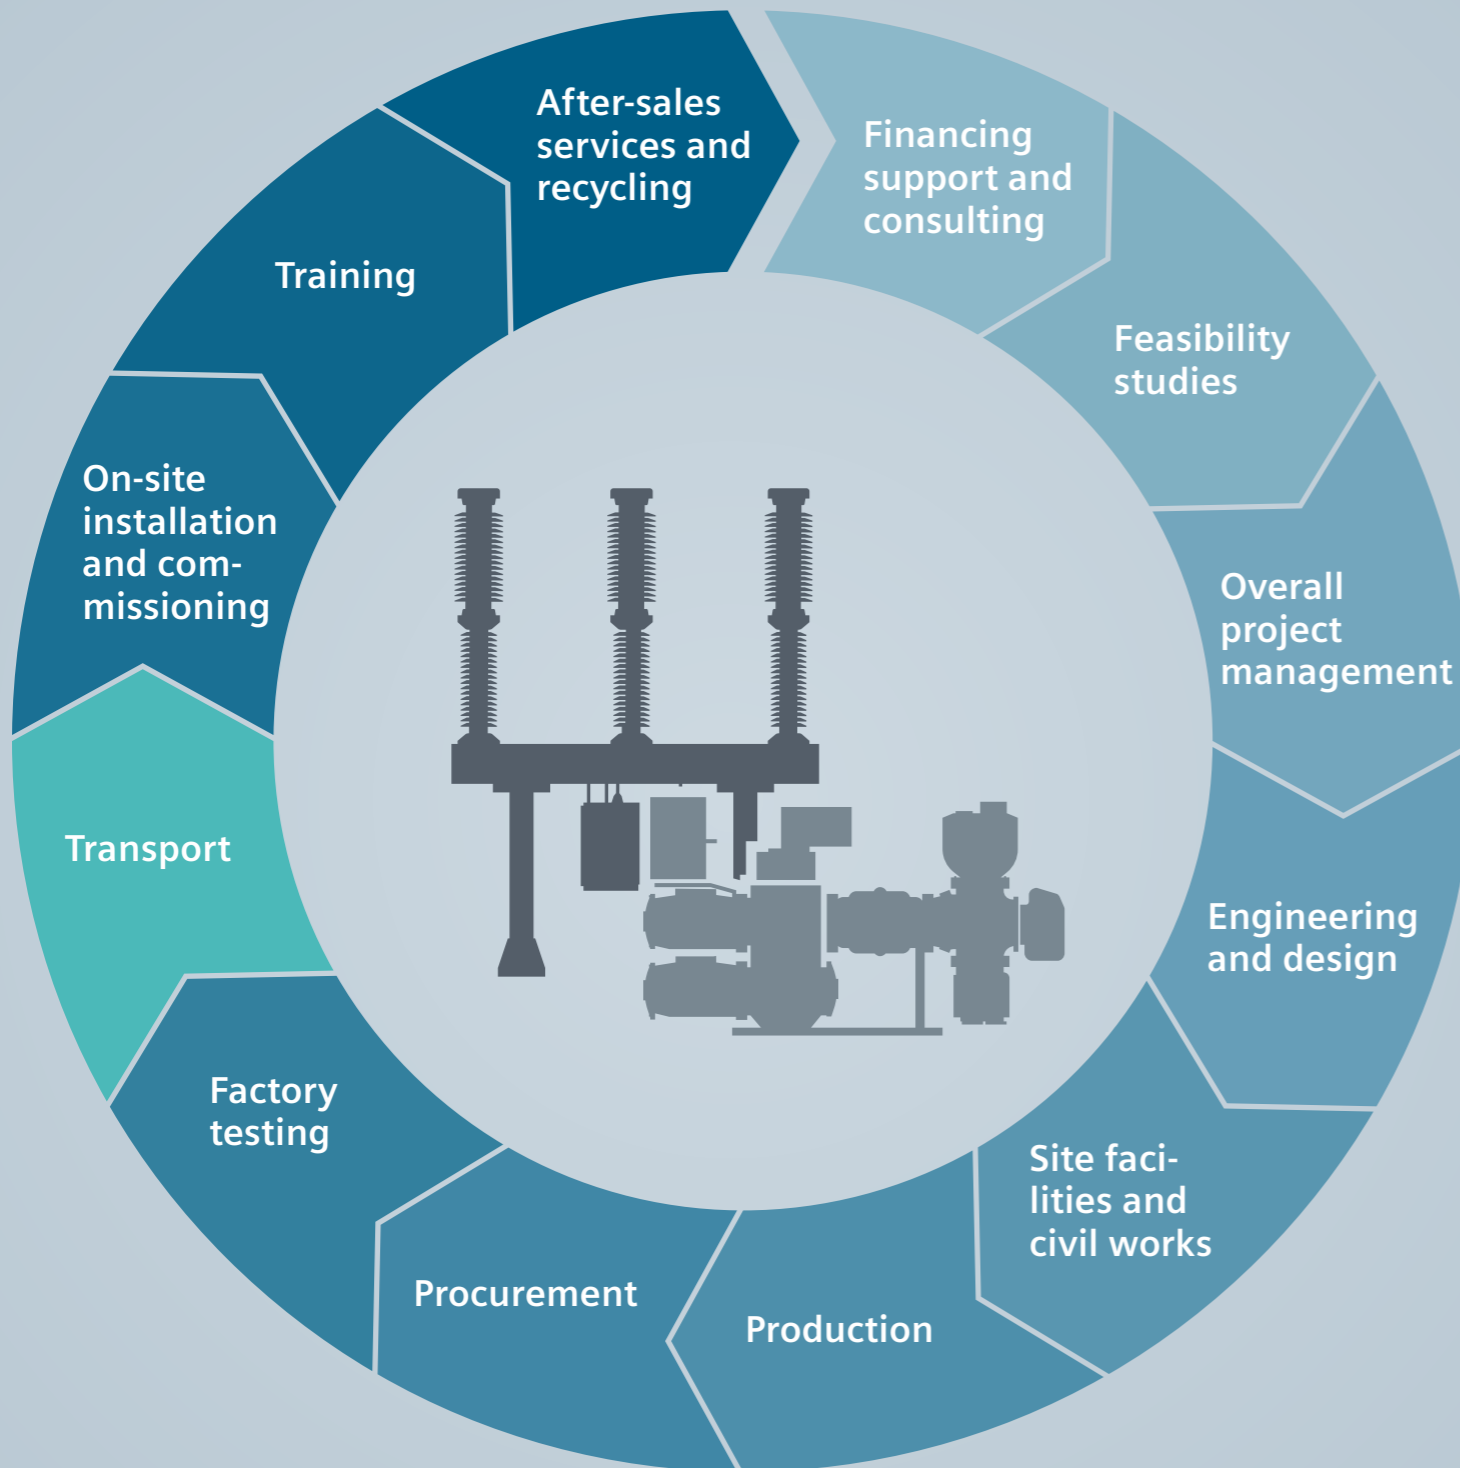 Financing
support and
consulting
Feasibility
studies
Overall
project
management
Engineering
and design
Site faci-
lities and
civil works
Production
Procurement
Factory
testing
Transport
On-site
installation
and com-
missioning
Training
After-sales
services and
recycling